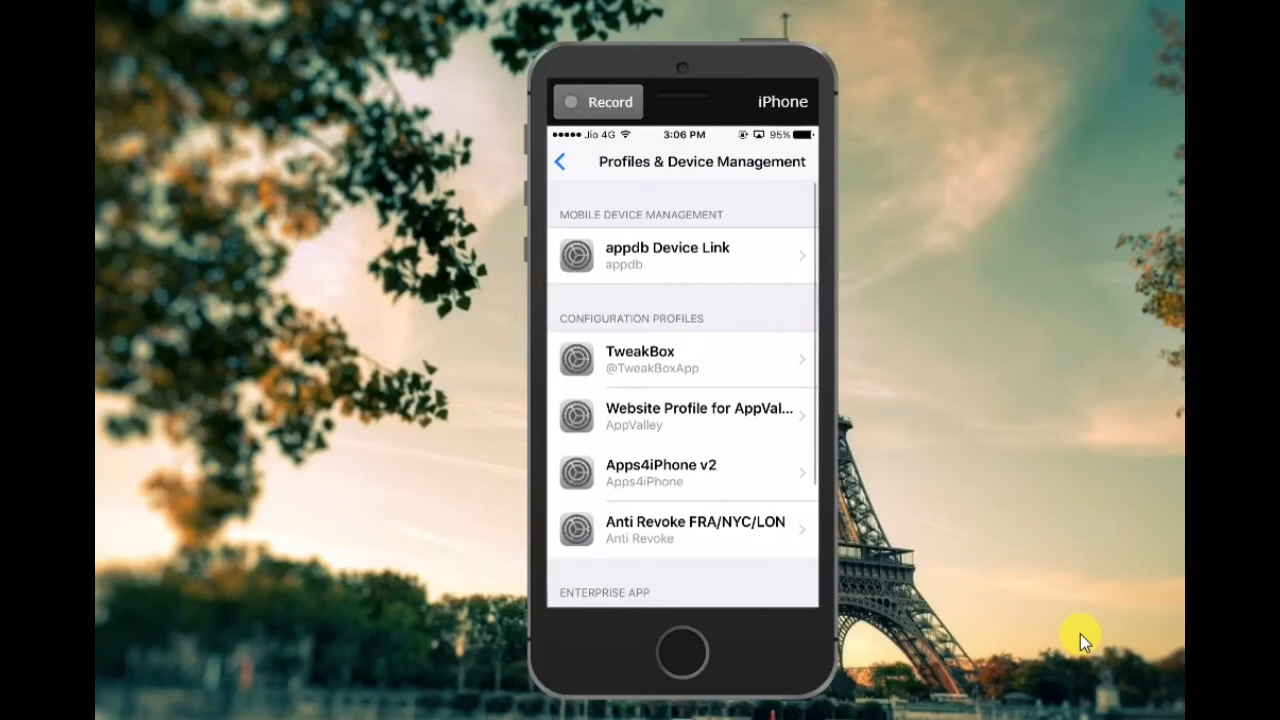 Record
iPhone
Jio 4G 3:06 PM 95%
Profiles & Device Management
MOBILE DEVICE MANAGEMENT
appdb Device Link
appdb
CONFIGURATION PROFILES
TweakBox
@TweakBoxApp
Website Profile for AppVal...
AppValley
Apps4iPhone v2
Apps4iPhone
Anti Revoke FRA/NYC/LON
Anti Revoke
ENTERPRISE APP